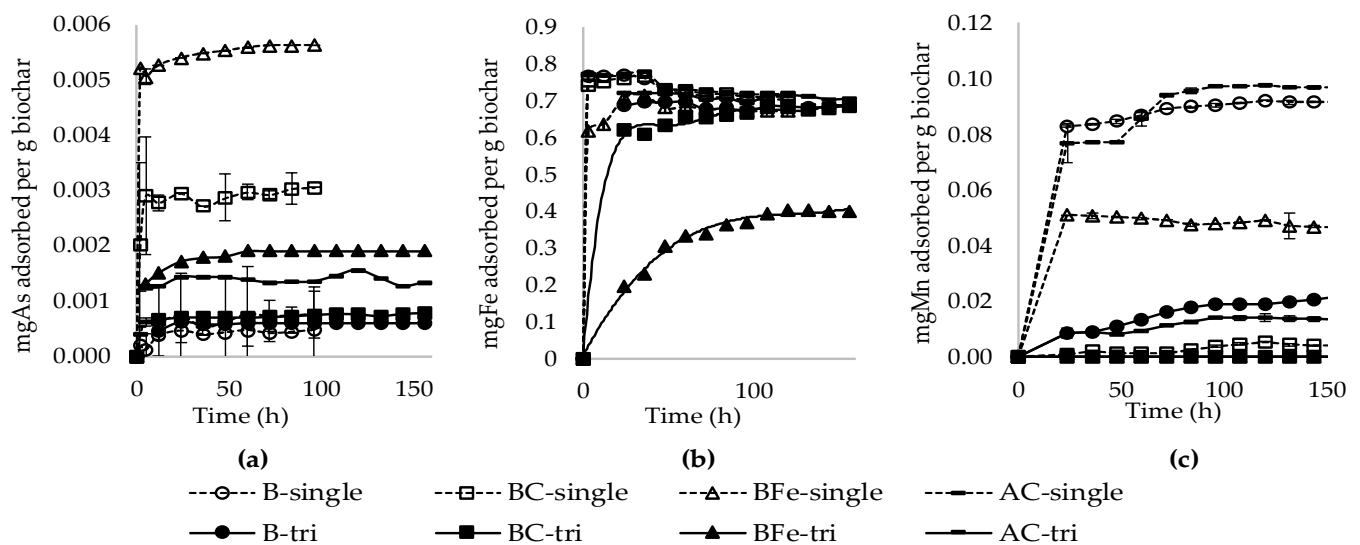 mgAs adsorbed per g biochar
0.006
0.005
0.004
0.003
0.002
0.001
0.000
0 50 100 150
Time (h)
(a)
mgFe adsorbed per g biochar
0.9
0.8
0.7
0.6
0.5
0.4
0.3
0.2
0.1
0
0 100
Time (h)
(b)
mgMn adsorbed per g biochar
0.12
0.10
0.08
0.06
0.04
0.02
0.00
0 50 100 150
Time (h)
(c)
B-single BC-single BFe-single AC-single
B-tri BC-tri BFe-tri AC-tri